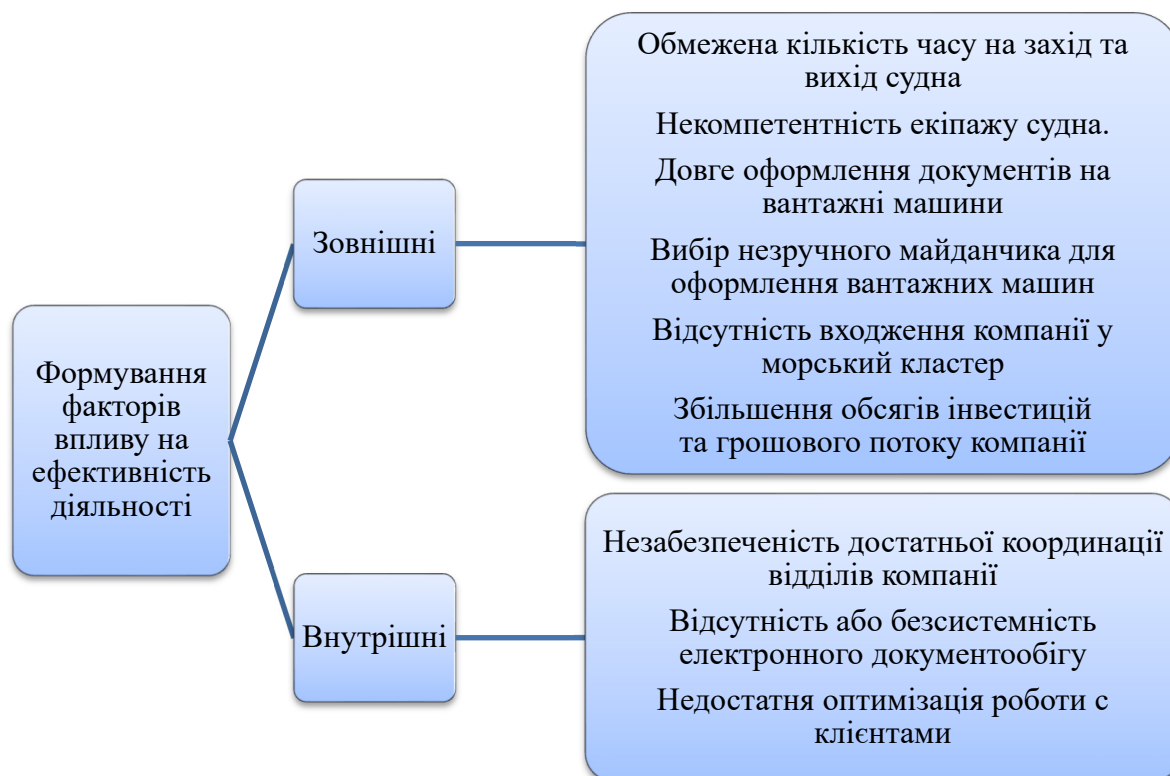 Формування
факторів
впливу на
ефективність
діяльності
Зовнішні
Обмежена кількість часу на захід та
вихід судна
Некомпетентність екіпажу судна.
Довге оформлення документів на
вантажні машини
Вибір незручного майданчика для
оформлення вантажних машин
Відсутність входження компанії у
морський кластер
Збільшення обсягів інвестицій
та грошового потоку компанії
Внутрішні
Незабезпеченість достатньої координації
відділів компанії
Відсутність або безсистемність
електронного документообігу
Недостатня оптимізація роботи с
клієнтами